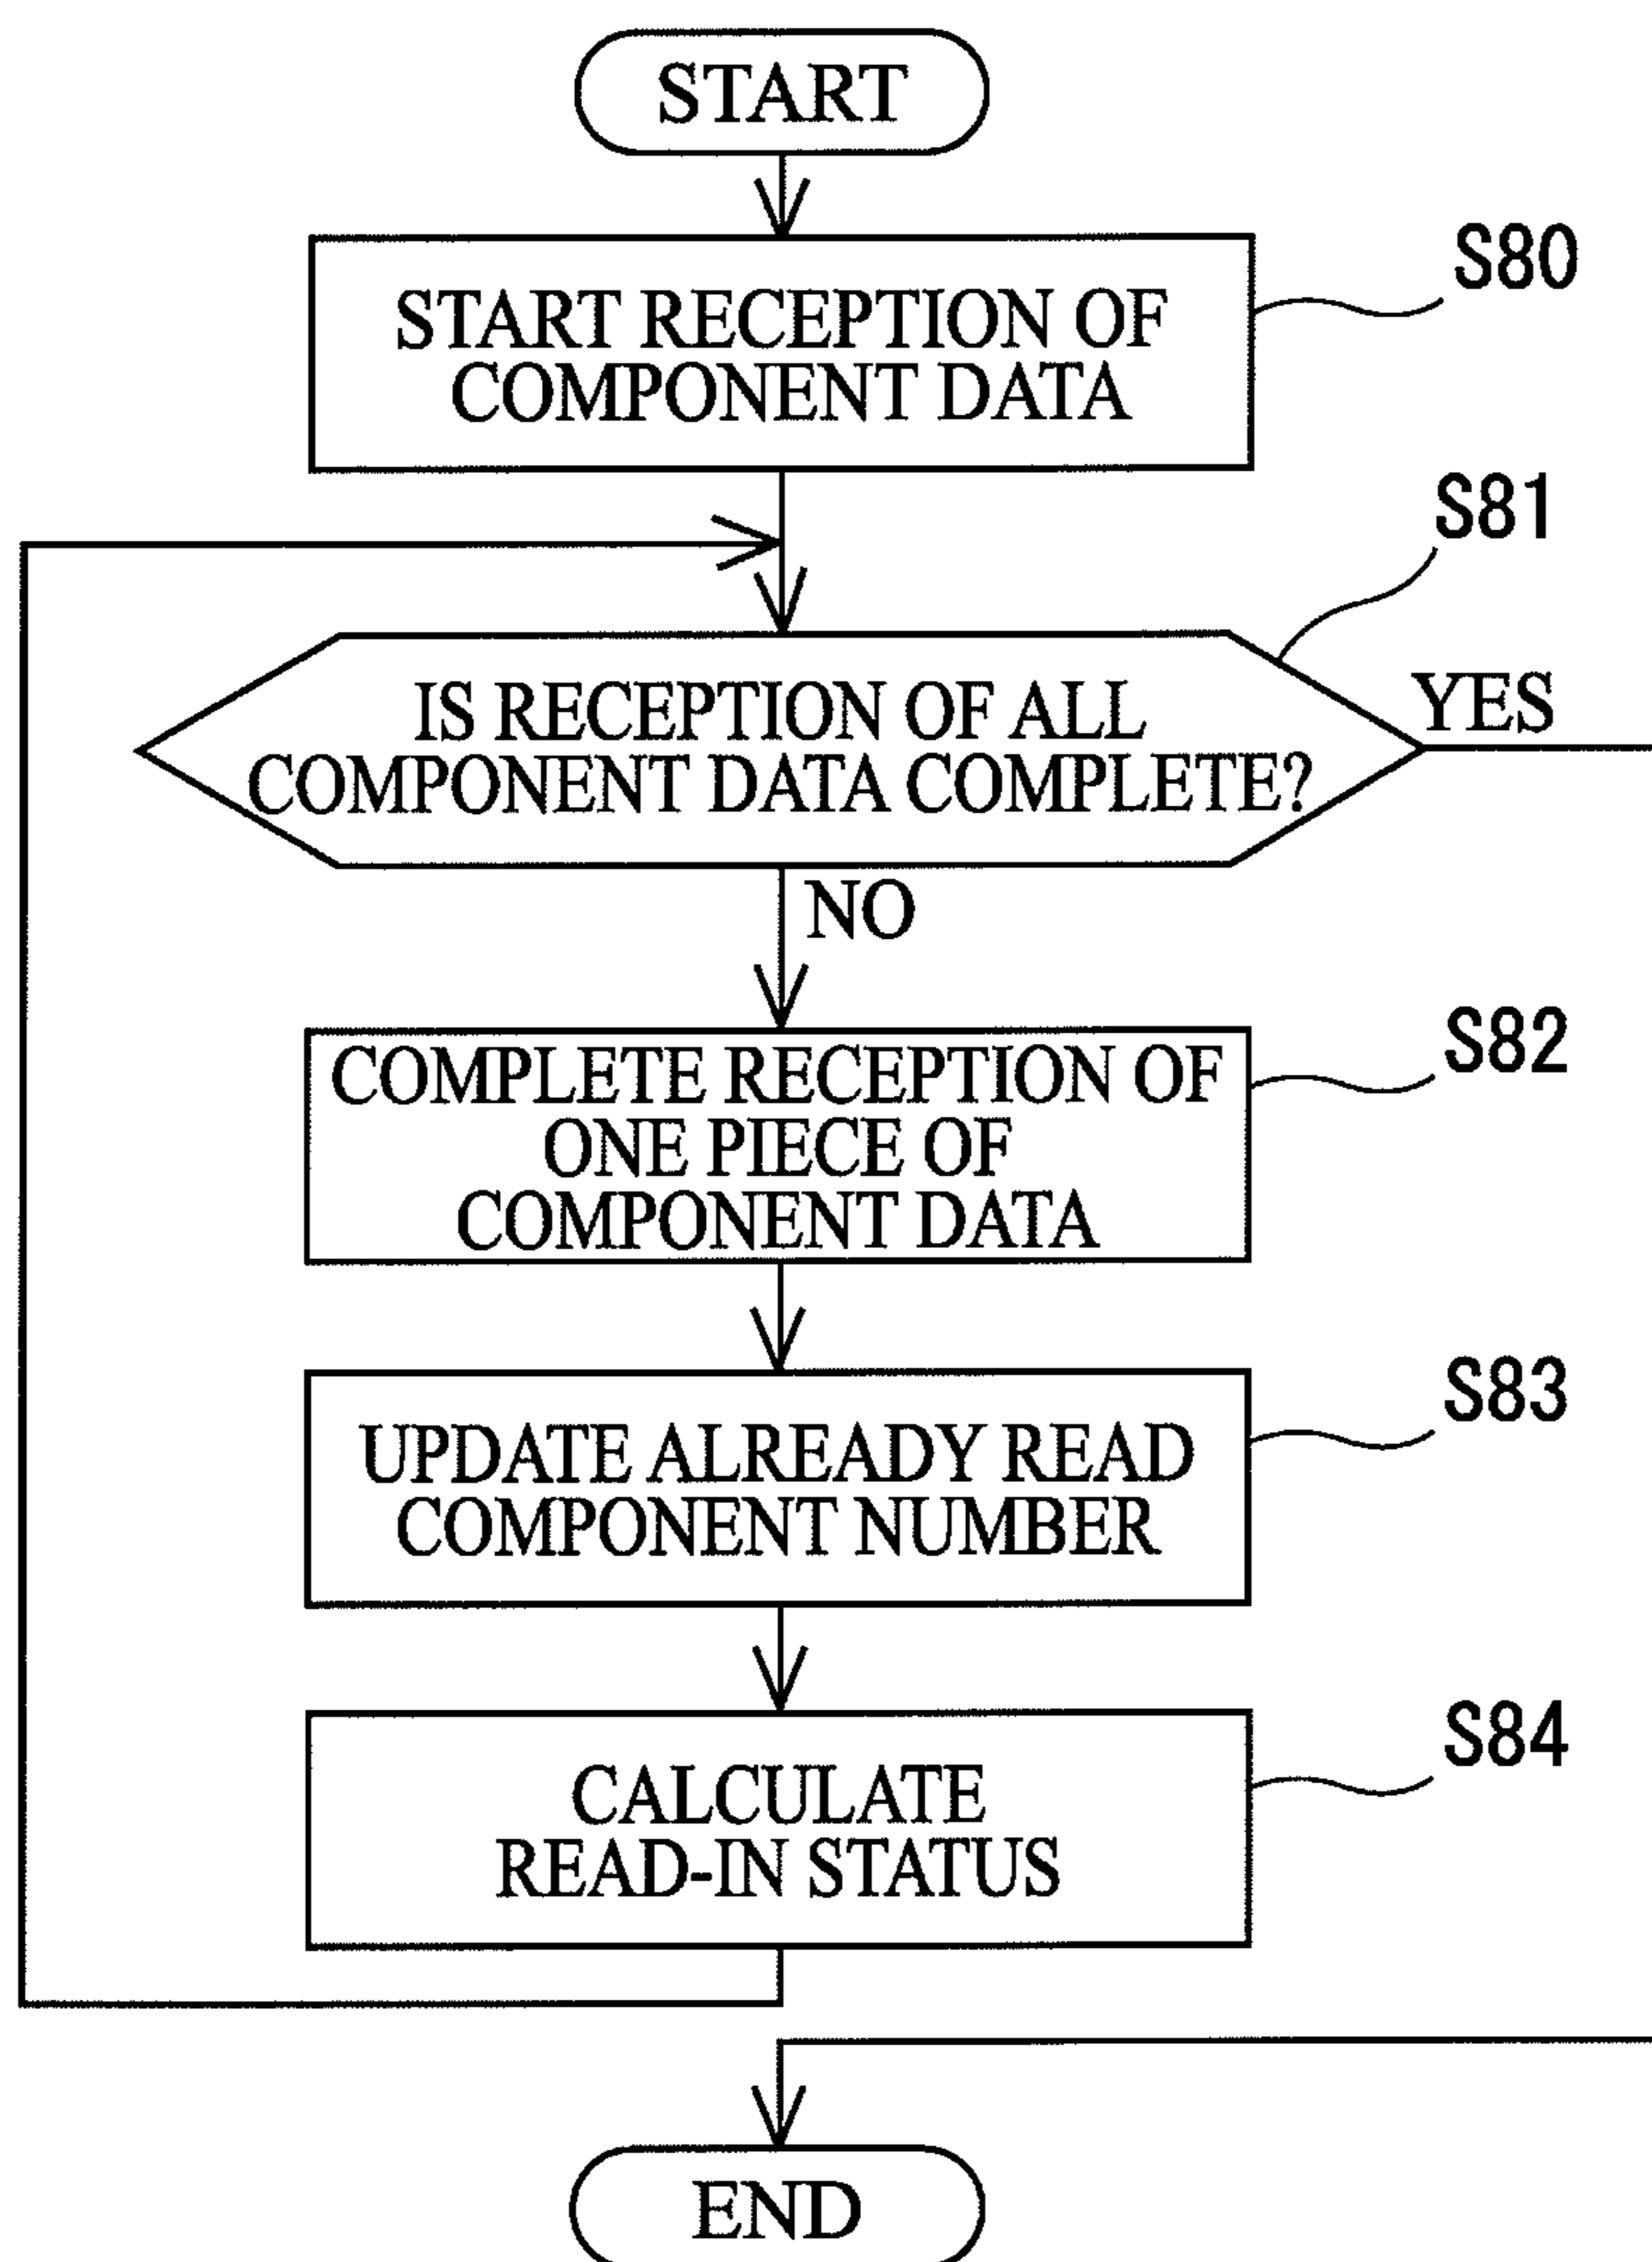 START
START RECEPTION OF
COMPONENT DATA
S80
S81
IS RECEPTION OF ALL
COMPONENT DATA COMPLETE?
YES
NO
COMPLETE RECEPTION OF
ONE PIECE OF
COMPONENT DATA
S82
UPDATE ALREADY READ
COMPONENT NUMBER
S83
CALCULATE
READ-IN STATUS
S84
END